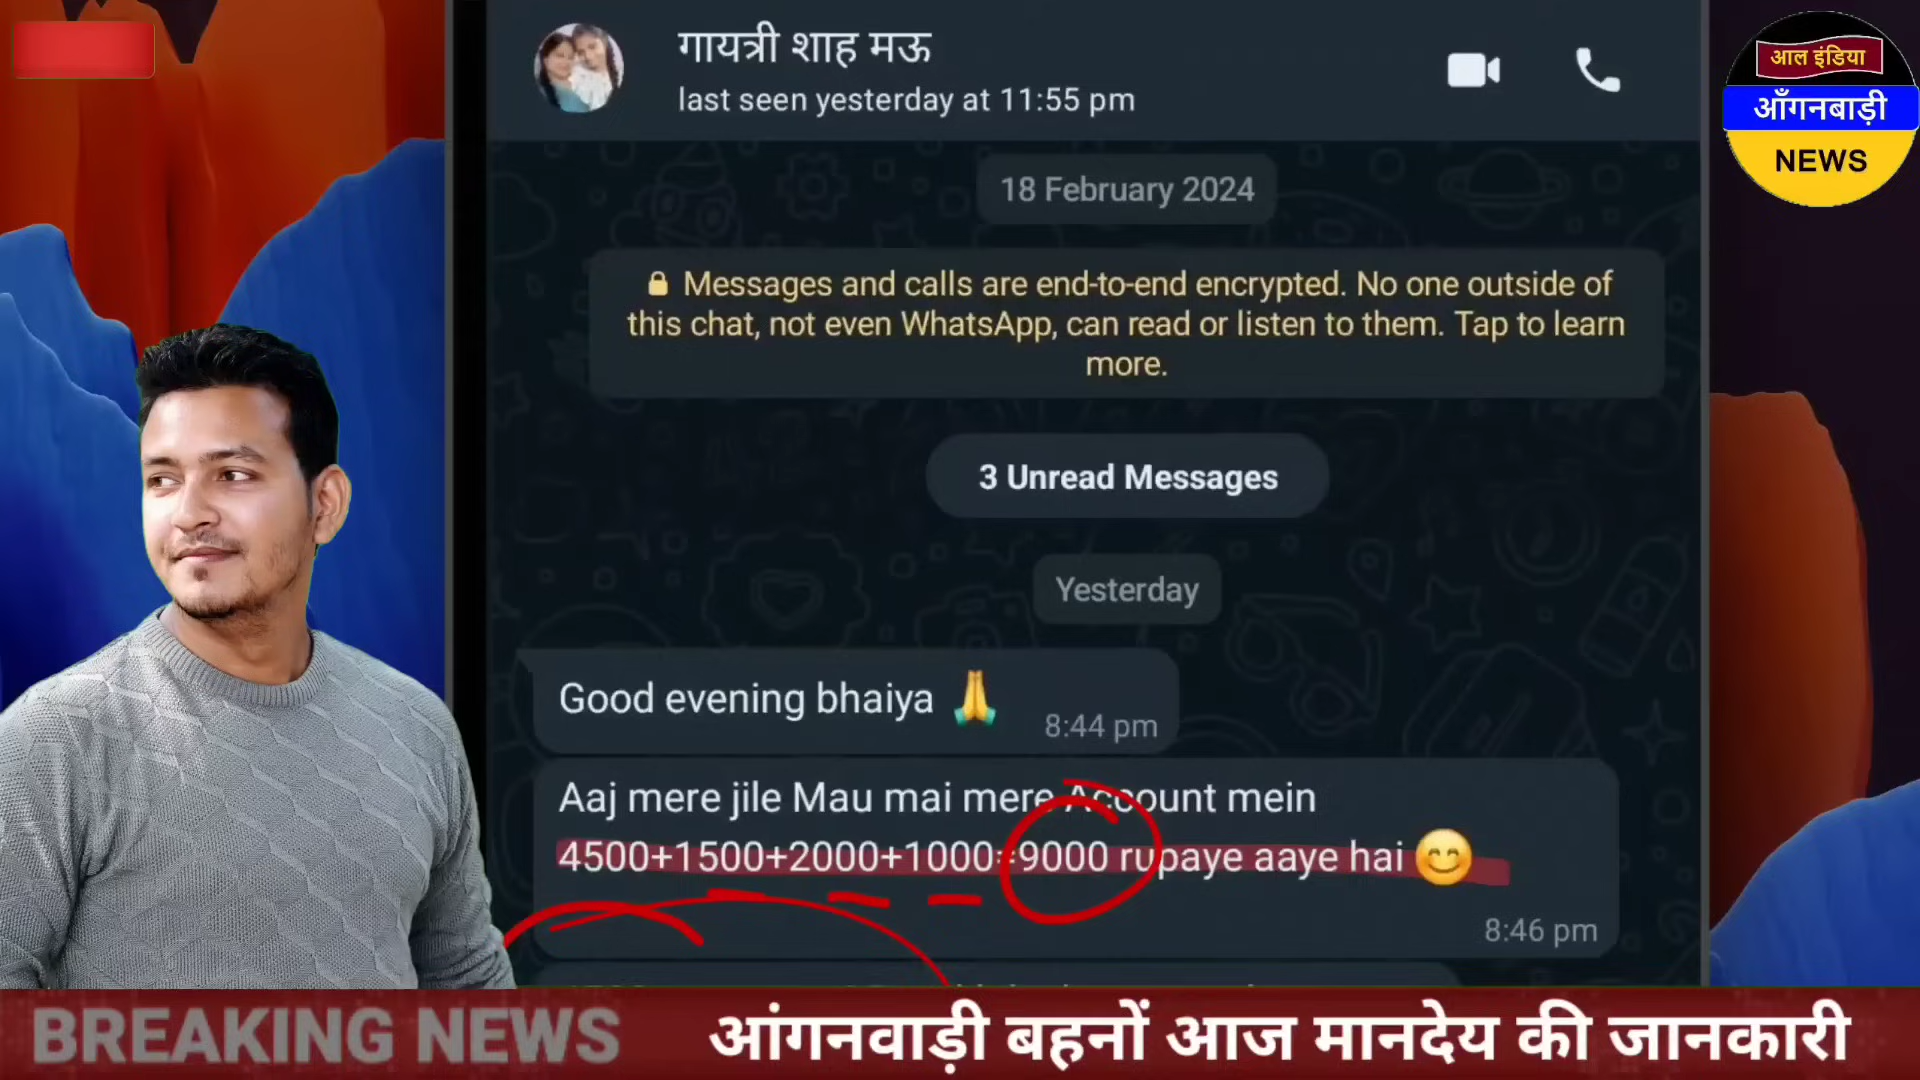 गायत्री शाह मऊ
last seen yesterday at 11:55 pm
आल इंडिया
आँगनबाड़ी
NEWS
18 February 2024
Messages and calls are end-to-end encrypted. No one outside of
this chat, not even WhatsApp, can read or listen to them. Tap to learn
more.
3 Unread Messages
Yesterday
Good evening bhaiya 🙏
8:44 pm
Aaj mere jile Mau mai mere Account mein
4500+1500+2000+1000=9000 rupaye aaye hai 😊
8:46 pm
BREAKING NEWS
आंगनवाड़ी बहनों आज मानदेय की जानकारी